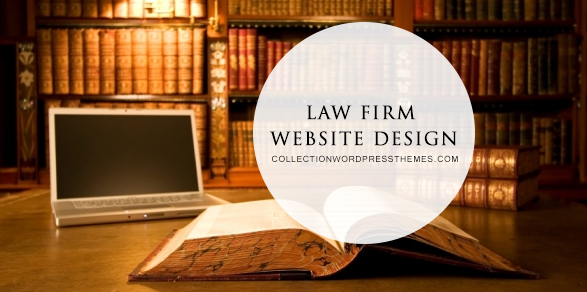 LAW FIRM
WEBSITE DESIGN
COLLECTIONWORDPRESSTHEMES.COM